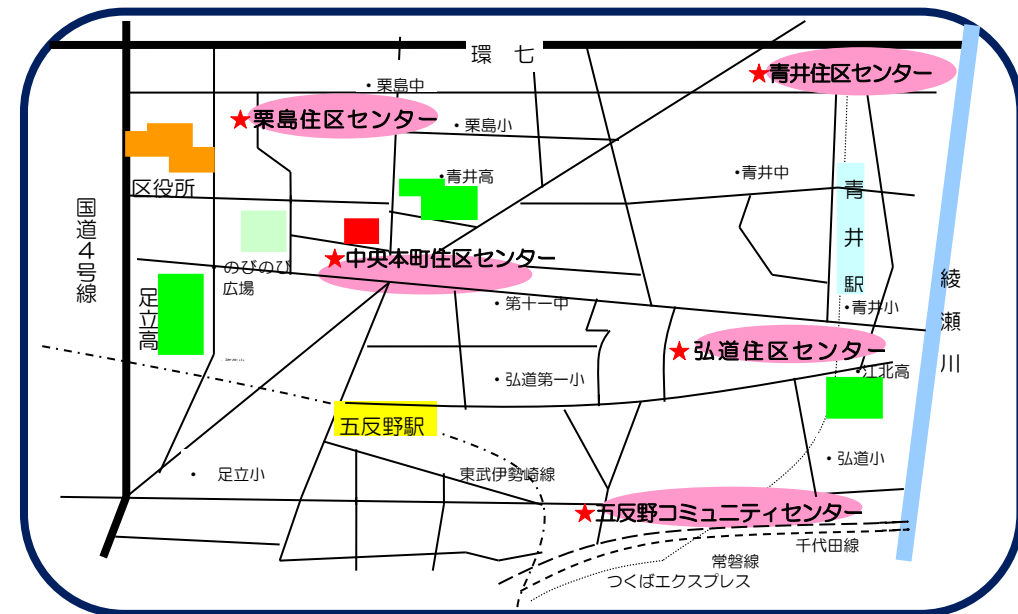 環 七
★青井住区センター
・栗島中
★栗島住区センター
・栗島小
・青井中
・青井高
区役所
青井駅
国道4号線
★中央本町住区センター
のびのび
広場
綾瀬川
足立高
・第十一中
・青井小
★弘道住区センター
・江北高
・弘道第一小
五反野駅
・弘道小
・ 足立小
東武伊勢崎線
★五反野コミュニティセンター
千代田線
常磐線
つくばエクスプレス